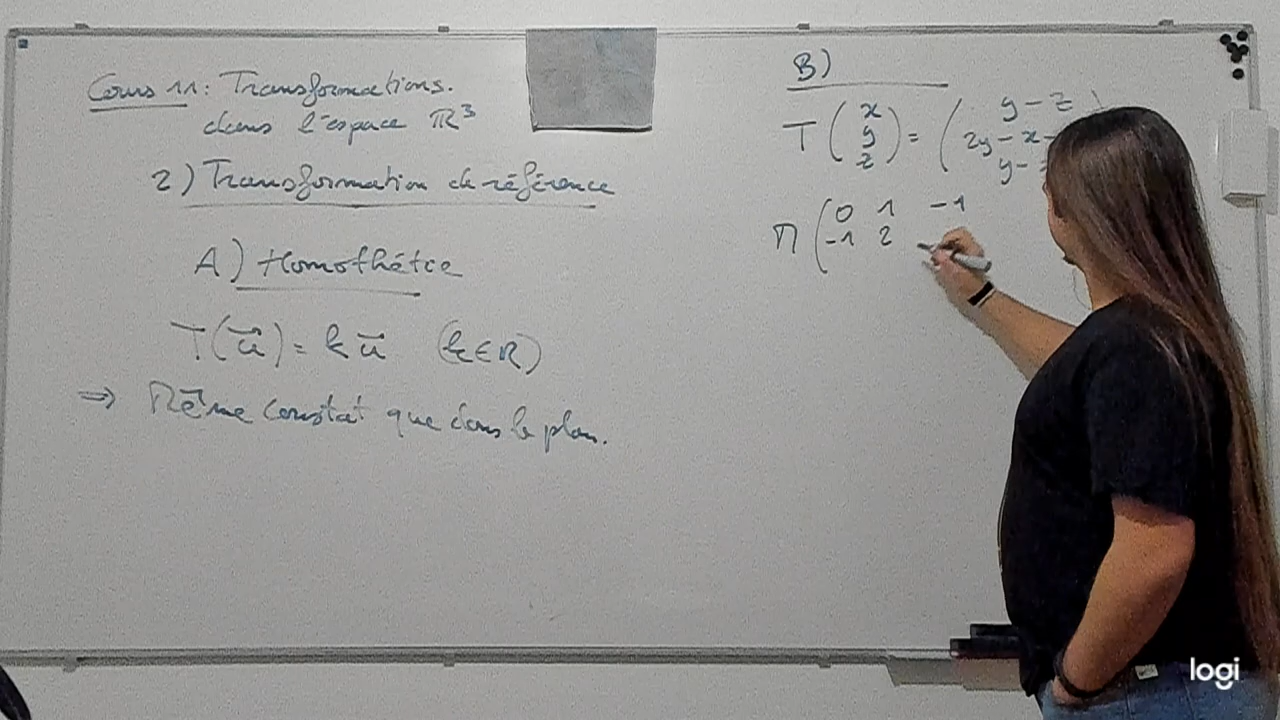 Cours 11: Transformations.
dans l'espace ℝ³
2) Transformation de référence
A) Homothétie
T(u⃗) = k u⃗ (k ∈ ℝ)
⇒ Même constat que dans le plan.
B)
T(x y z) = (y - z
2y - x -
y -
M(0 1 -1
-1 2
logi